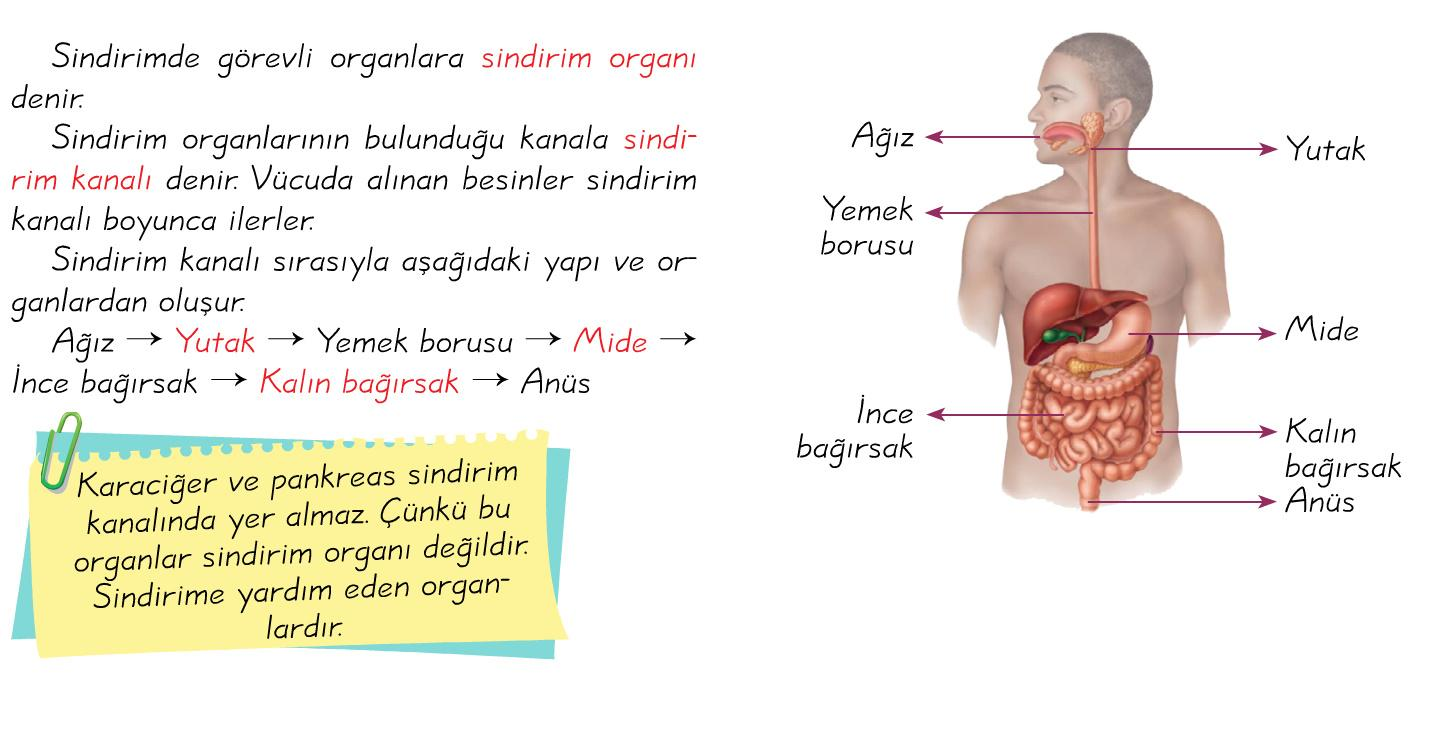 Sindirimde görevli organlara sindirim organı
denir.
Sindirim organlarının bulunduğu kanala sindi-
rim kanalı denir. Vücuda alınan besinler sindirim
kanalı boyunca ilerler.
Sindirim kanalı sırasıyla aşağıdaki yapı ve or-
ganlardan oluşur.
Ağız → Yutak → Yemek borusu → Mide →
İnce bağırsak → Kalın bağırsak → Anüs
Karaciğer ve pankreas sindirim
kanalında yer almaz. Çünkü bu
organlar sindirim organı değildir.
Sindirime yardım eden organ-
lardır.
Ağız
Yutak
Yemek
borusu
Mide
İnce
bağırsak
Kalın
bağırsak
Anüs